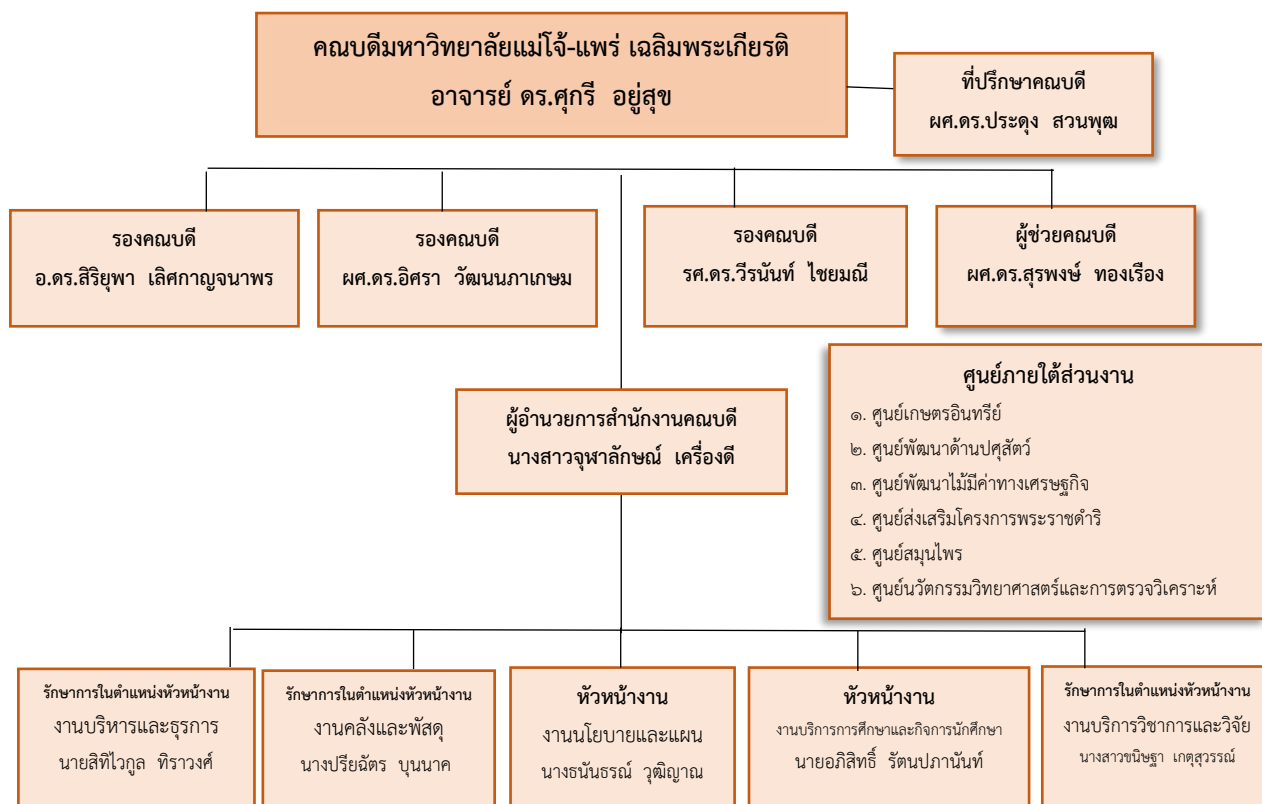 คณบดีมหาวิทยาลัยแม่โจ้-แพร่ เฉลิมพระเกียรติ
อาจารย์ ดร.ศุกรี อยู่สุข
ที่ปรึกษาคณบดี
ผศ.ดร.ประดุง สวนพุฒ
รองคณบดี
อ.ดร.สิริยุพา เลิศกาญจนาพร
รองคณบดี
ผศ.ดร.อิศรา วัฒนนภาเกษม
รองคณบดี
รศ.ดร.วีรนันท์ ไชยมณี
ผู้ช่วยคณบดี
ผศ.ดร.สุรพงษ์ ทองเรือง
ผู้อำนวยการสำนักงานคณบดี
นางสาวจุฬาลักษณ์ เครื่องดี
ศูนย์ภายใต้ส่วนงาน
๑. ศูนย์เกษตรอินทรีย์
๒. ศูนย์พัฒนาด้านปศุสัตว์
๓. ศูนย์พัฒนาไม้มีค่าทางเศรษฐกิจ
๔. ศูนย์ส่งเสริมโครงการพระราชดำริ
๕. ศูนย์สมุนไพร
๖. ศูนย์นวัตกรรมวิทยาศาสตร์และการตรวจวิเคราะห์
รักษาการในตำแหน่งหัวหน้างาน
งานบริหารและธุรการ
นายสิทิไวกูล ทิราวงศ์
รักษาการในตำแหน่งหัวหน้างาน
งานคลังและพัสดุ
นางปรียฉัตร บุนนาค
หัวหน้างาน
งานนโยบายและแผน
นางธนันธรณ์ วุฒิญาณ
หัวหน้างาน
งานบริการการศึกษาและกิจการนักศึกษา
นายอภิสิทธิ์ รัตนปภานันท์
รักษาการในตำแหน่งหัวหน้างาน
งานบริการวิชาการและวิจัย
นางสาวขนิษฐา เกตุสุวรรณ์